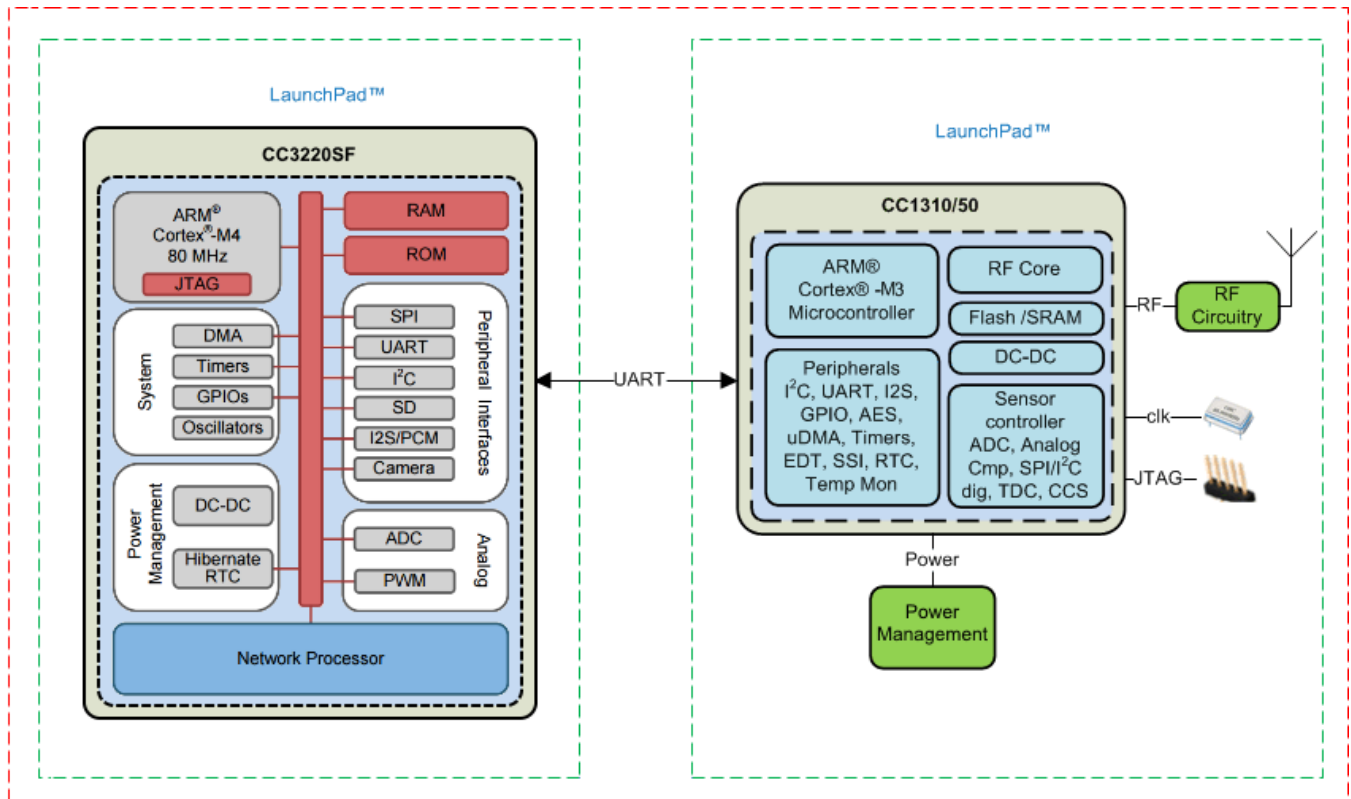 LaunchPad™
CC3220SF
ARM®
Cortex®-M4
80 MHz
JTAG
RAM
ROM
System
DMA
Timers
GPIOs
Oscillators
Peripheral Interfaces
SPI
UART
I²C
SD
I2S/PCM
Camera
Power
Management
DC-DC
Hibernate
RTC
Analog
ADC
PWM
Network Processor
UART
LaunchPad™
CC1310/50
ARM®
Cortex® -M3
Microcontroller
RF Core
Flash /SRAM
DC-DC
Peripherals
I²C, UART, I2S,
GPIO, AES,
uDMA, Timers,
EDT, SSI, RTC,
Temp Mon
Sensor
controller
ADC, Analog
Cmp, SPI/I²C
dig, TDC, CCS
RF
RF
Circuitry
clk
JTAG
Power
Power
Management